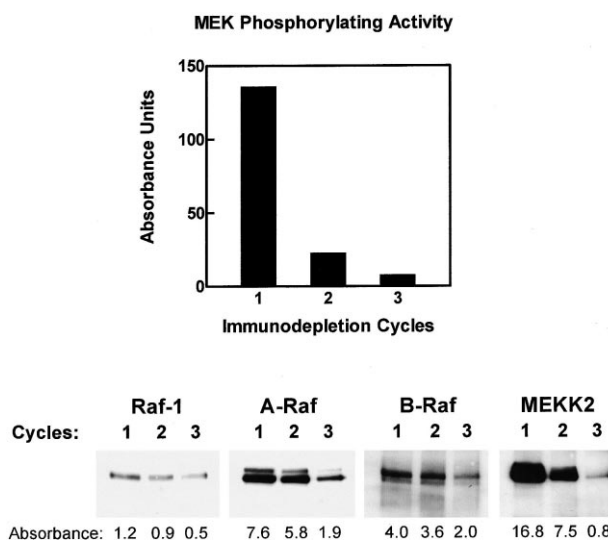 MEK Phosphorylating Activity
150
100
50
0
Absorbance Units
1 2 3
Immunodepletion Cycles
Raf-1 A-Raf B-Raf MEKK2
Cycles: 1 2 3 1 2 3 1 2 3 1 2 3
Absorbance: 1.2 0.9 0.5 7.6 5.8 1.9 4.0 3.6 2.0 16.8 7.5 0.8